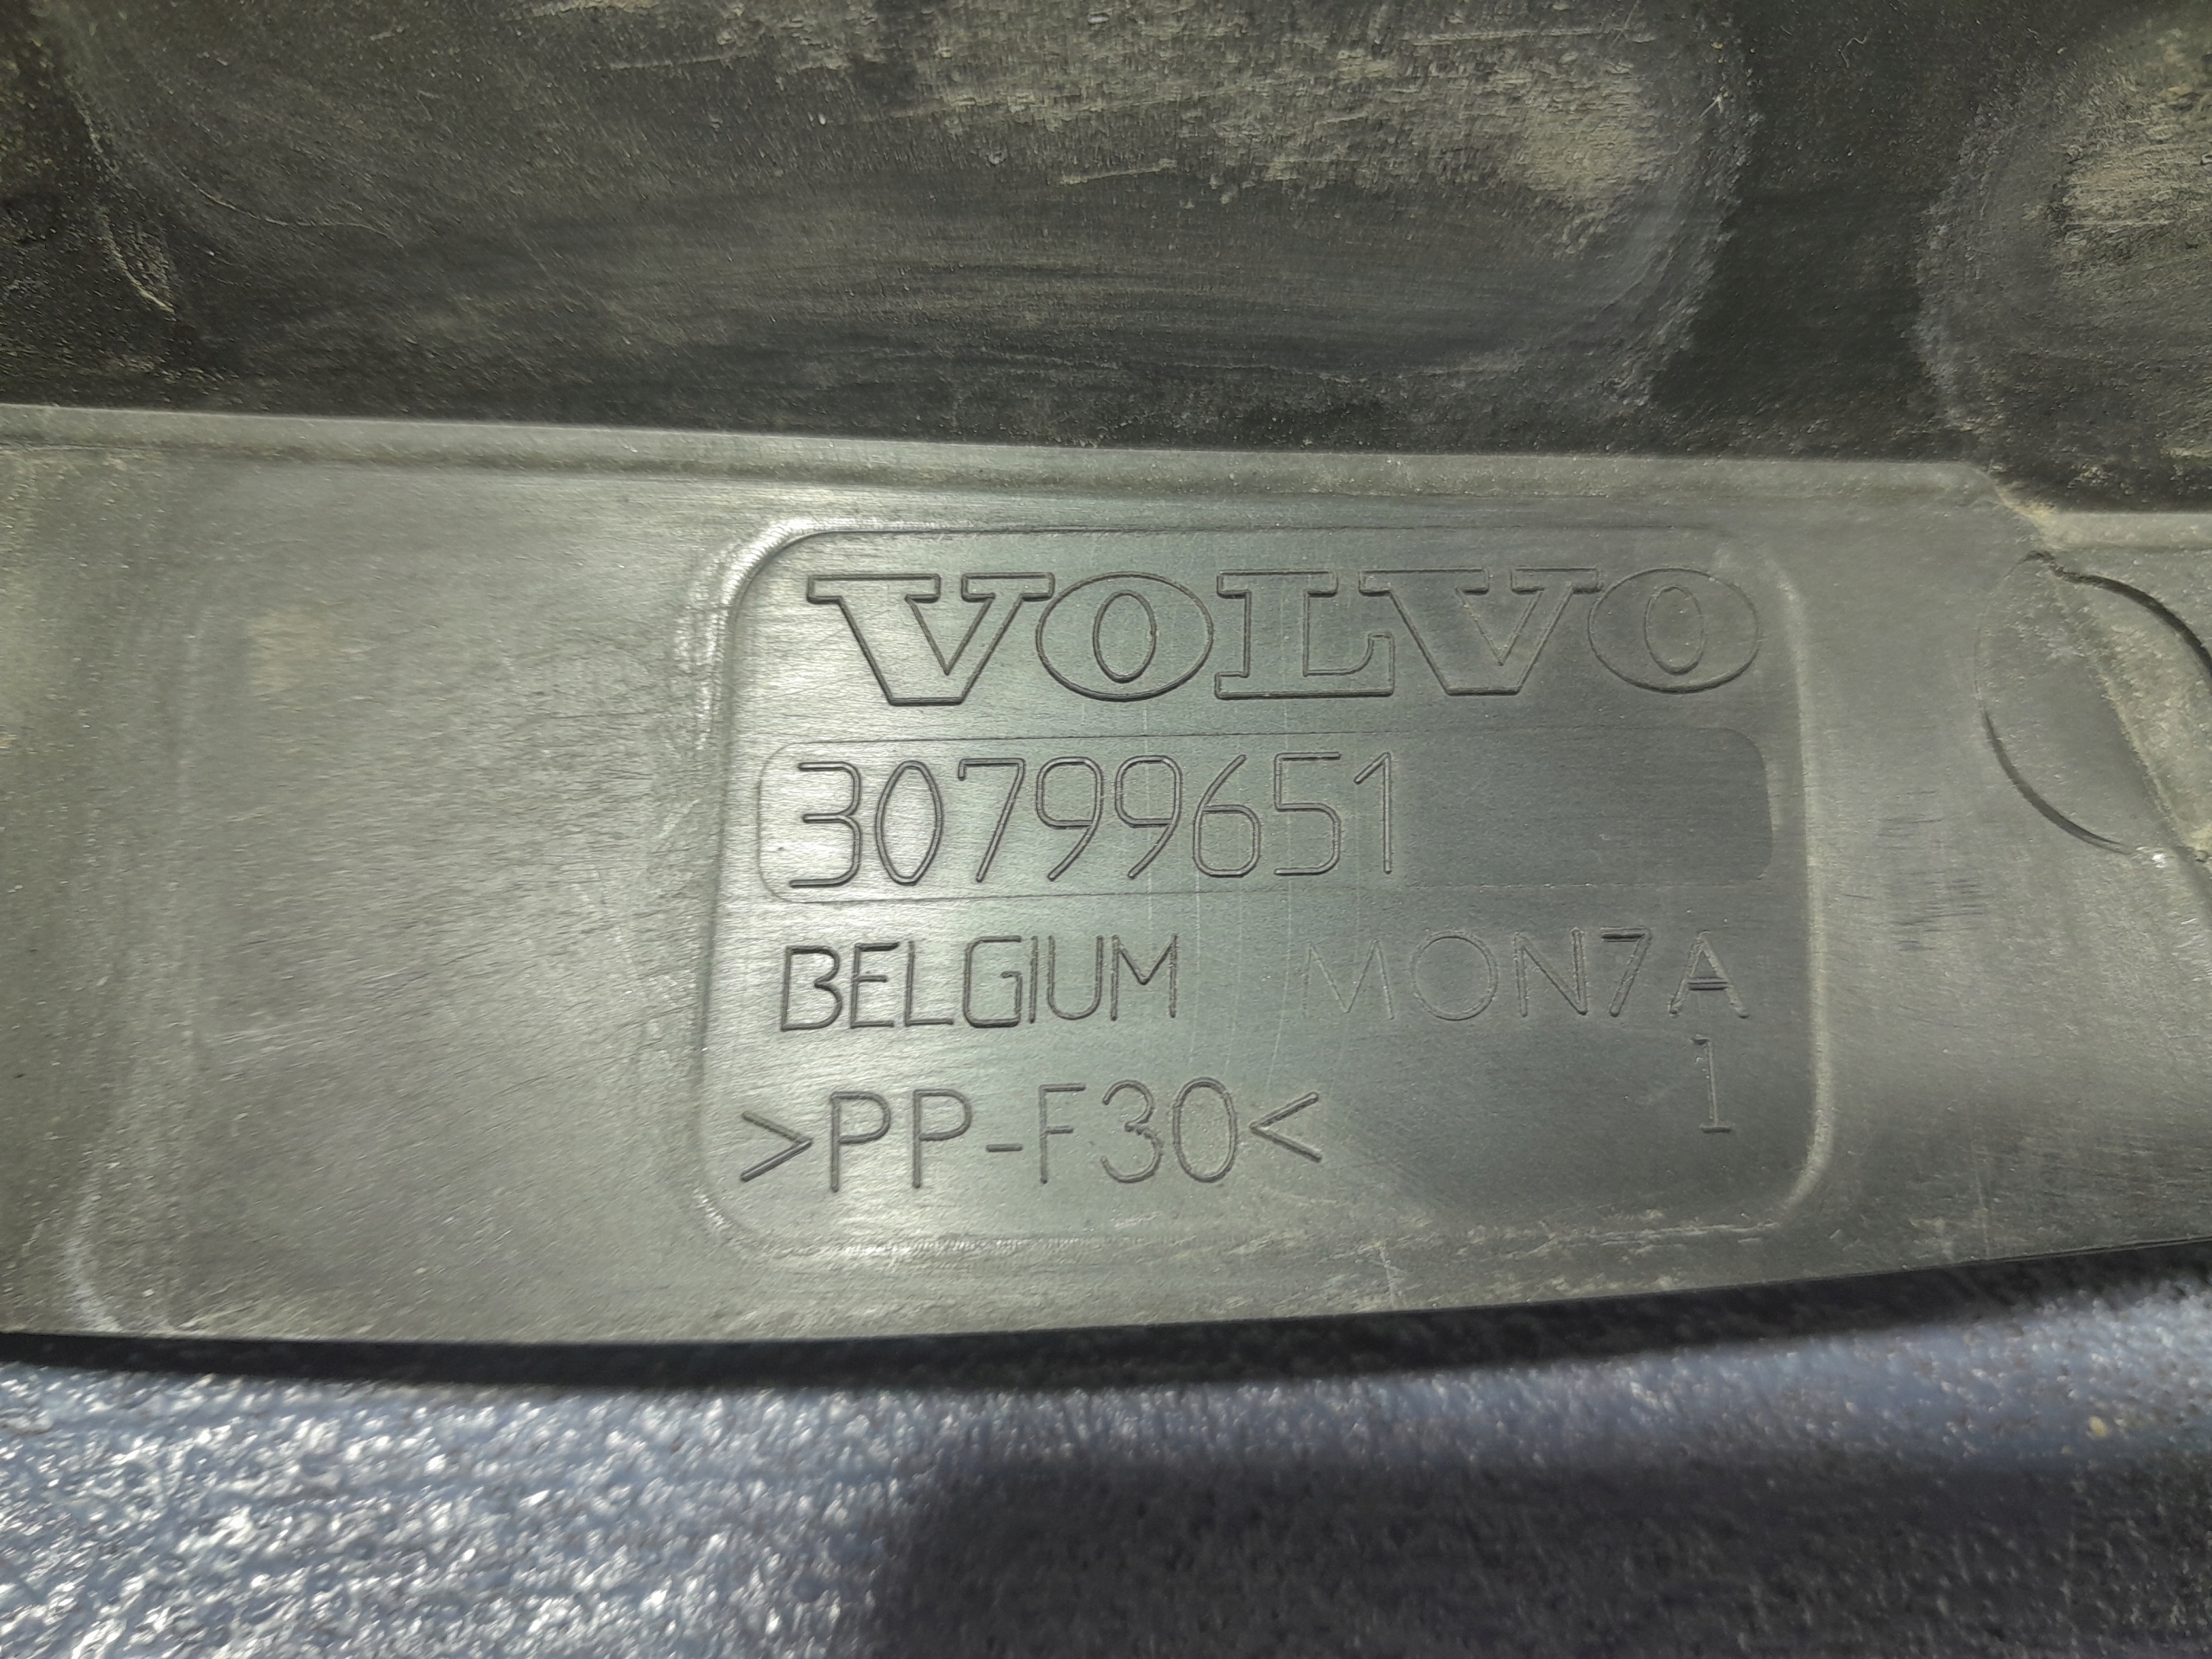 VOLVO
30799651
BELGIUM MON7A
1
>PP-F30<